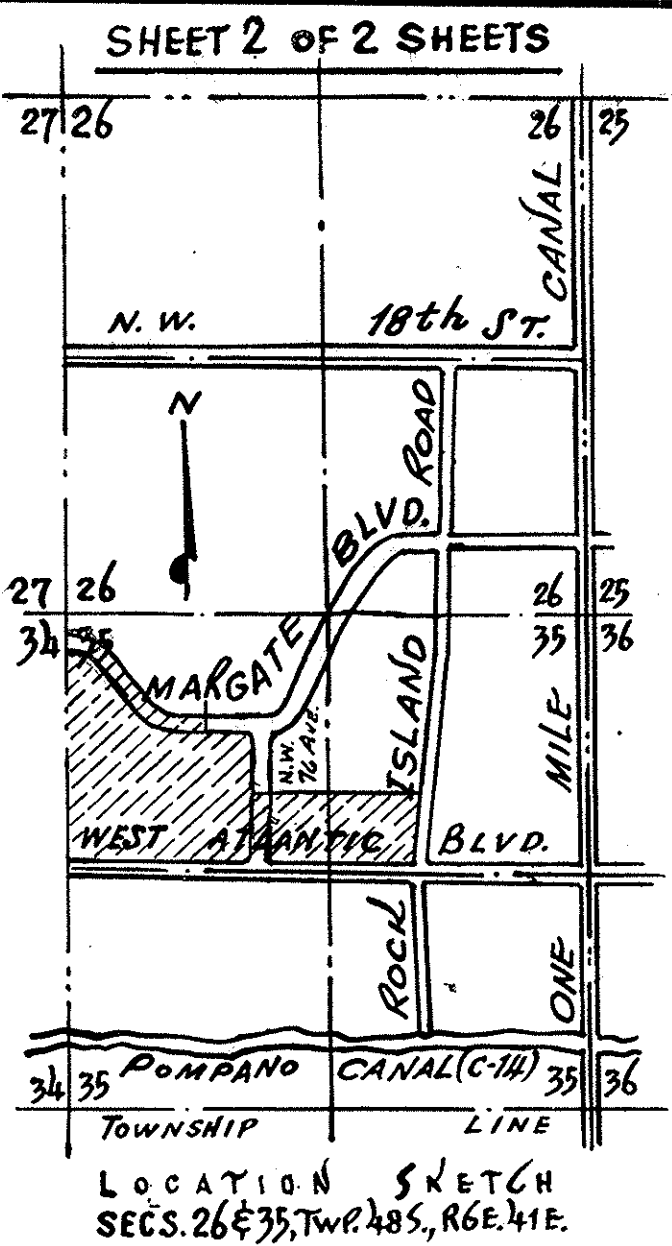 SHEET 2 OF 2 SHEETS
27 26
26 25
CANAL
N. W. 18th ST.
N
ROAD
BLVD.
27 26
26 25
34 35
35 36
MARGATE
N.W.
76 AVE.
ISLAND
MILE
WEST ATLANTIC BLVD.
ROCK
ONE
POMPANO CANAL (C-14)
34 35
35 36
TOWNSHIP LINE
LOCATION SKETCH
SECS. 26 & 35, TWP. 48 S., RGE. 41 E.